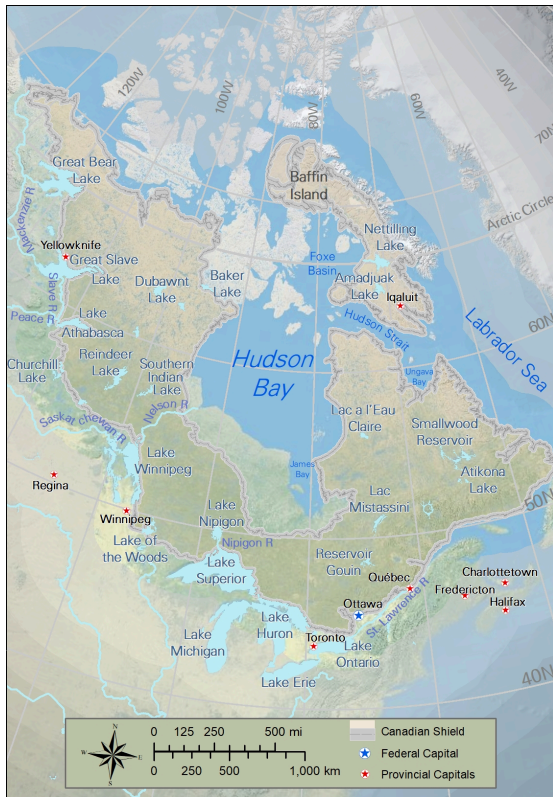 120W
100W
80W
60W
40W
70N
Great Bear
Lake
Baffin
Island
Arctic Circle
Mackenzie R
Nettilling
Lake
Yellowknife
Great Slave
Lake
Foxe
Basin
Baker
Lake
Amadjuak
Lake
Iqaluit
Slave R
Dubawnt
Lake
Hudson Strait
Labrador Sea
60N
Peace R
Lake
Athabasca
Reindeer
Lake
Churchill
Lake
Southern
Indian
Lake
Hudson
Bay
Ungava
Bay
Nelson R
Saskat chewan R
Lac a l'Eau
Claire
Smallwood
Reservoir
Lake
Winnipeg
James
Bay
Atikona
Lake
Regina
Lac
Mistassini
50N
Winnipeg
Lake
Nipigon
Lake of
the Woods
Nipigon R
Reservoir
Gouin
Lake
Superior
Québec
Charlottetown
Fredericton
Halifax
Ottawa
St. Lawrence R
Lake
Huron
Lake
Michigan
Toronto
Lake
Ontario
Lake Erie
40N
N
W
E
S
0 125 250 500 mi
0 250 500 1,000 km
Canadian Shield
Federal Capital
Provincial Capitals